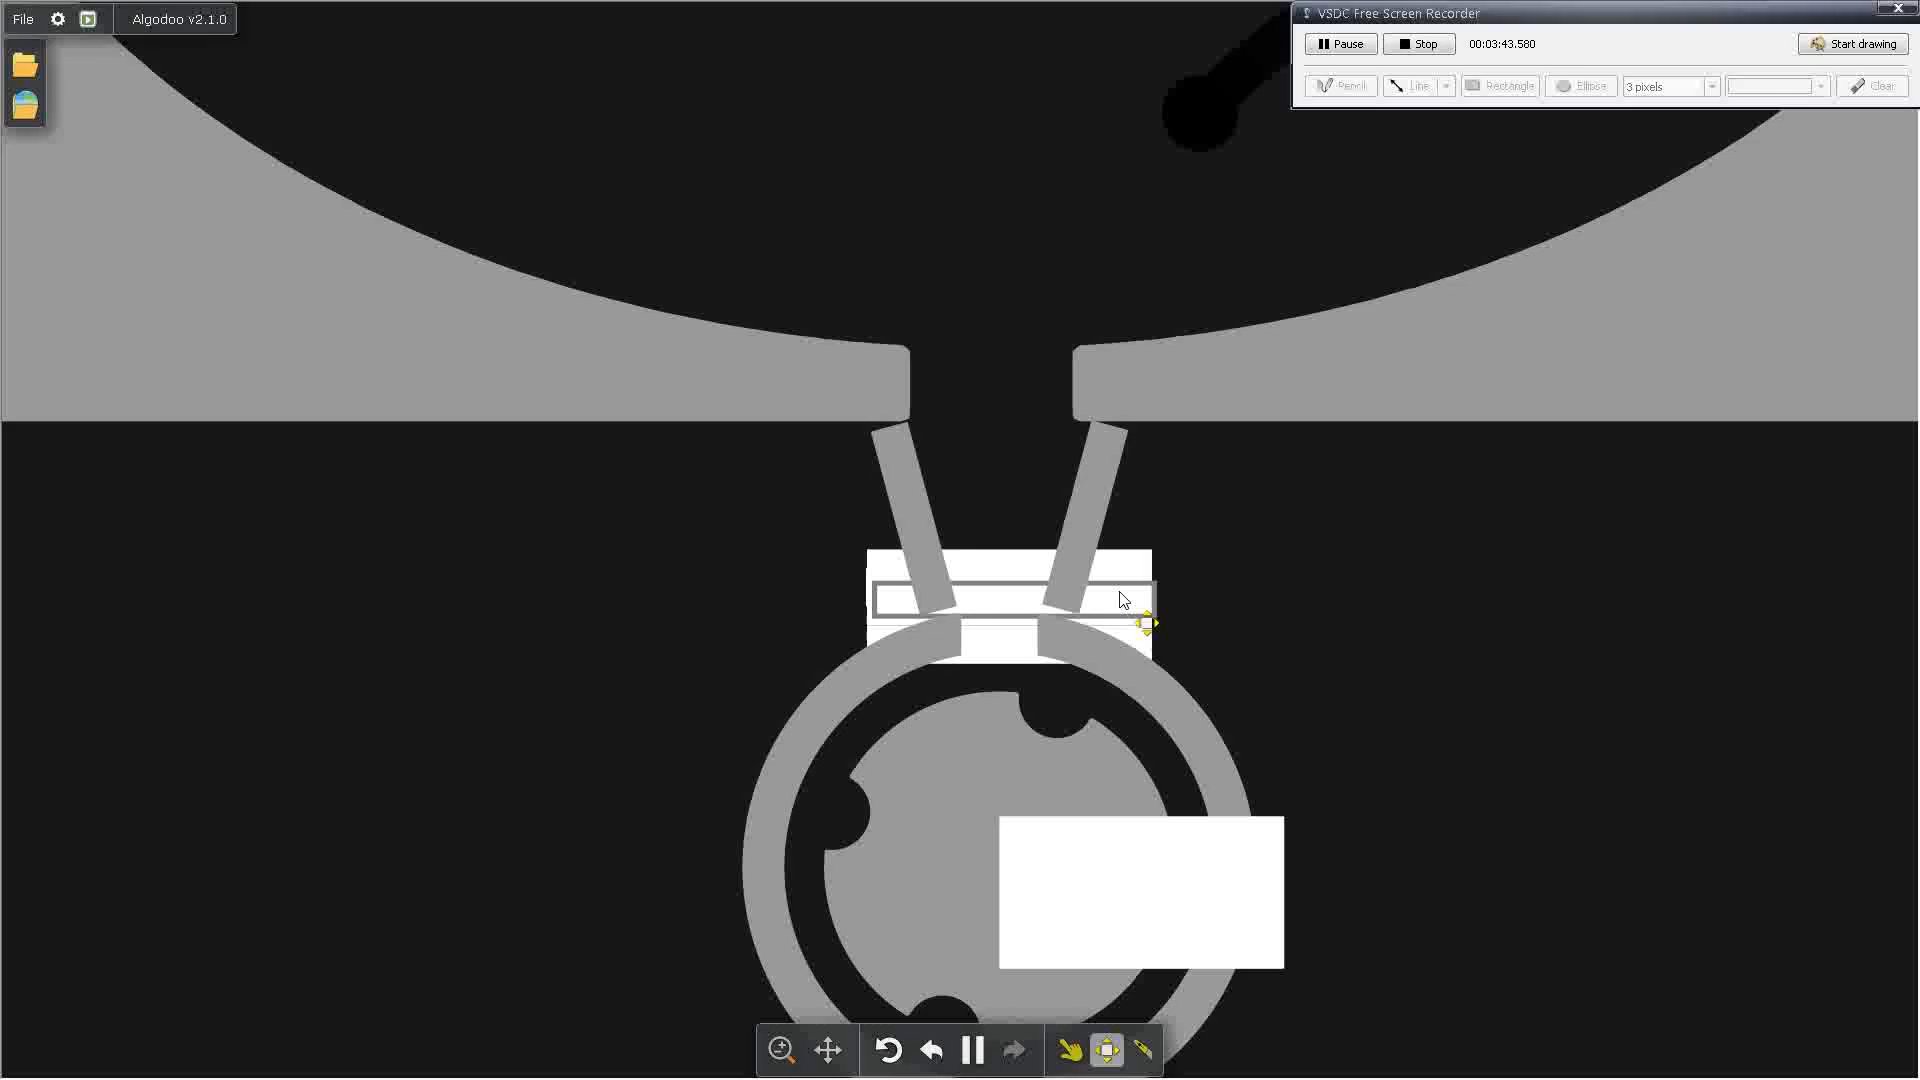 File
Algodoo v2.1.0
VSDC Free Screen Recorder
Pause
Stop
00:03:43.580
Start drawing
Pencil
Line
Rectangle
Ellipse
3 pixels
Clear